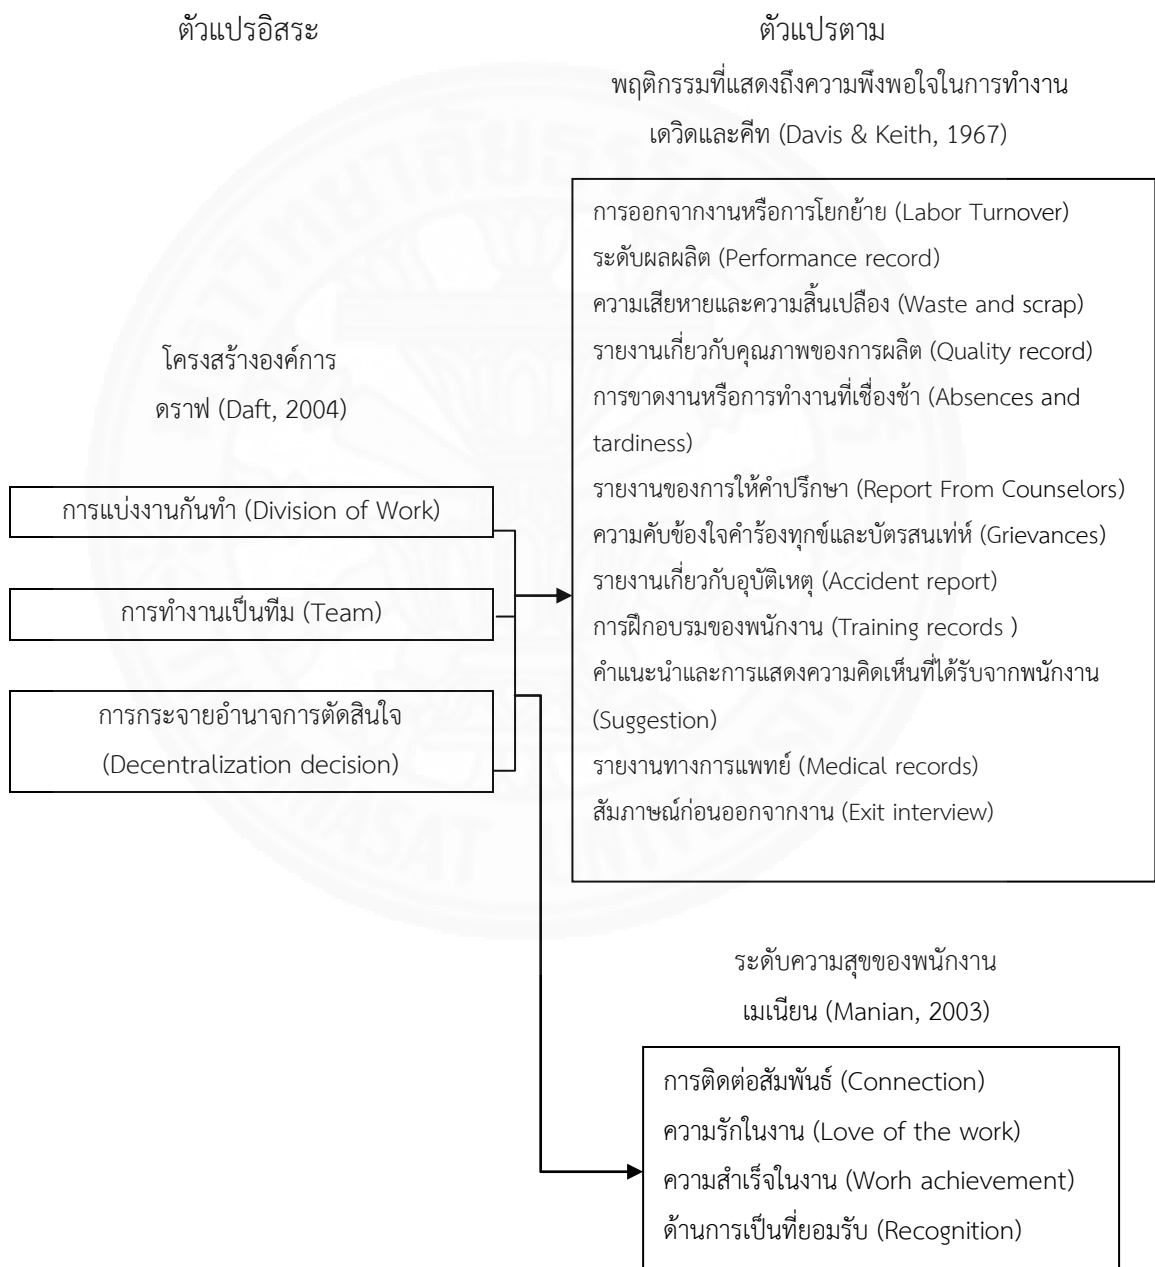 ตัวแปรอิสระ
ตัวแปรตาม
พฤติกรรมที่แสดงถึงความพึงพอใจในการทำงาน
เดวิดและคีท (Davis & Keith, 1967)
การออกจากงานหรือการโยกย้าย (Labor Turnover)
ระดับผลผลิต (Performance record)
ความเสียหายและความสิ้นเปลือง (Waste and scrap)
รายงานเกี่ยวกับคุณภาพของการผลิต (Quality record)
การขาดงานหรือการทำงานที่เชื่องช้า (Absences and
tardiness)
รายงานของการให้คำปรึกษา (Report From Counselors)
ความคับข้องใจคำร้องทุกข์และบัตรสนเท่ห์ (Grievances)
รายงานเกี่ยวกับอุบัติเหตุ (Accident report)
การฝึกอบรมของพนักงาน (Training records )
คำแนะนำและการแสดงความคิดเห็นที่ได้รับจากพนักงาน
(Suggestion)
รายงานทางการแพทย์ (Medical records)
สัมภาษณ์ก่อนออกจากงาน (Exit interview)
โครงสร้างองค์การ
ดราฟ (Daft, 2004)
การแบ่งงานกันทำ (Division of Work)
การทำงานเป็นทีม (Team)
การกระจายอำนาจการตัดสินใจ
(Decentralization decision)
ระดับความสุขของพนักงาน
เมเนียน (Manian, 2003)
การติดต่อสัมพันธ์ (Connection)
ความรักในงาน (Love of the work)
ความสำเร็จในงาน (Worh achievement)
ด้านการเป็นที่ยอมรับ (Recognition)